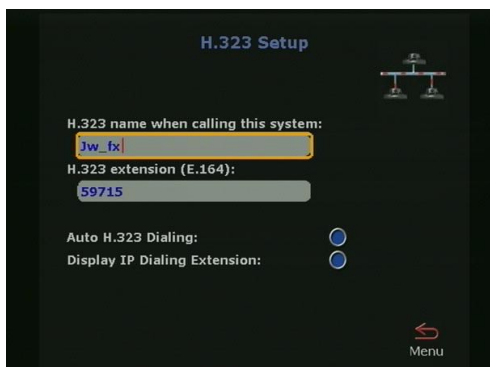 H.323 Setup
H.323 name when calling this system:
Jw_fx
H.323 extension (E.164):
59715
Auto H.323 Dialing:
Display IP Dialing Extension:
Menu